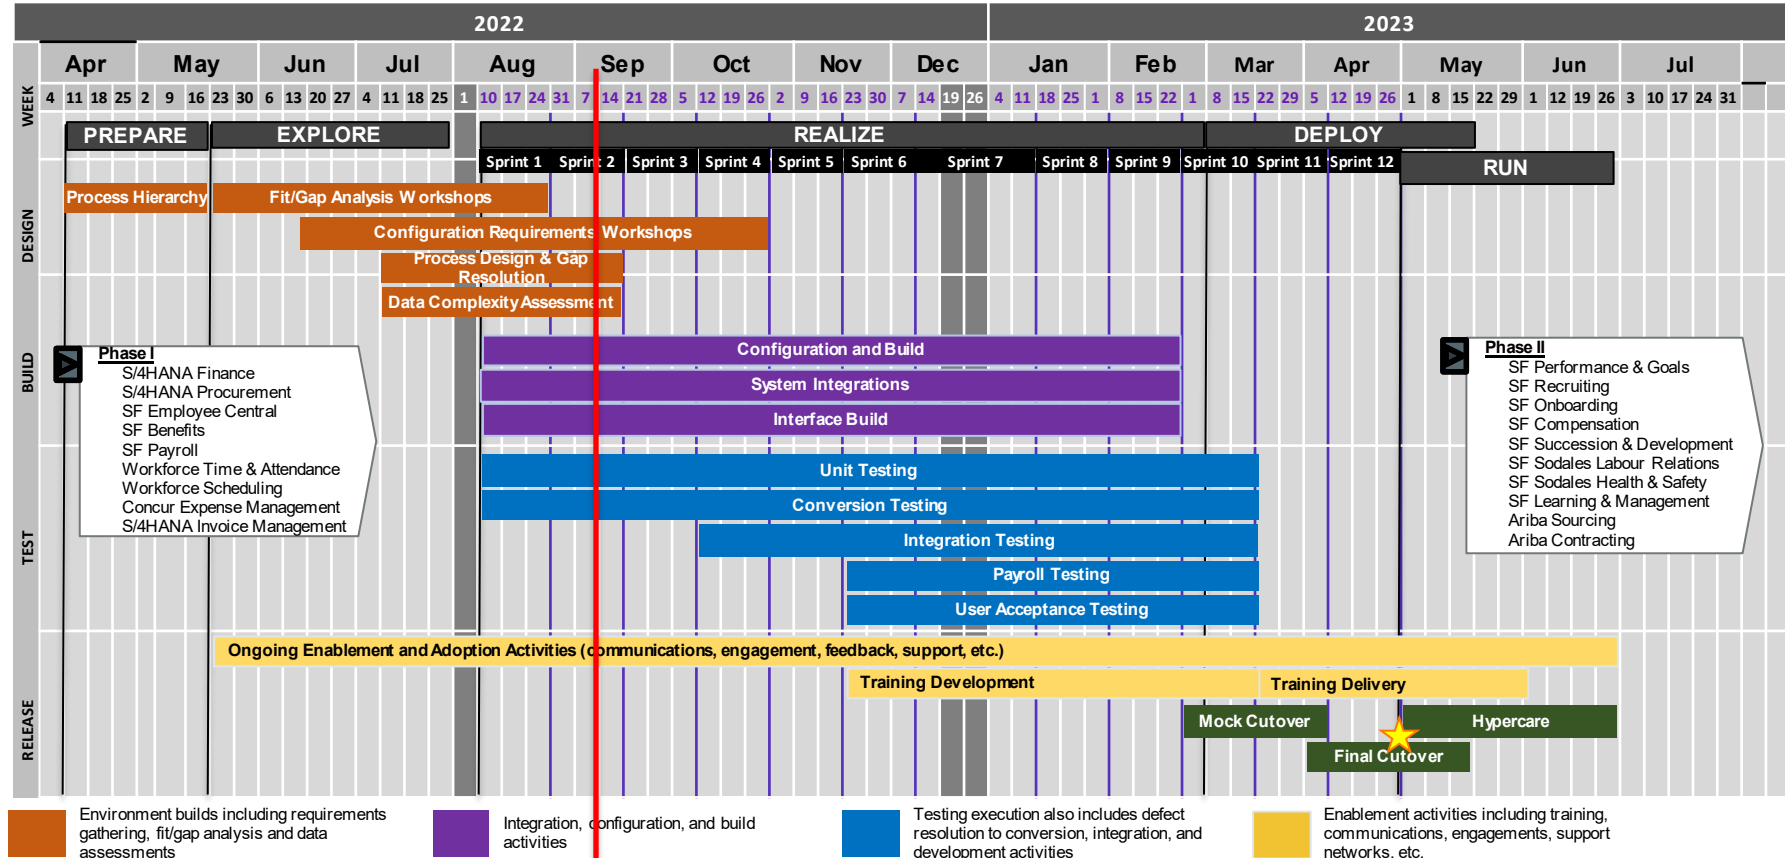 2022 2023
Apr May Jun Jul Aug Sep Oct Nov Dec Jan Feb Mar Apr May Jun Jul
WEEK
4 11 18 25 2 9 16 23 30 6 13 20 27 4 11 18 25 1 10 17 24 31 7 14 21 28 5 12 19 26 2 9 16 23 30 7 14 19 26 4 11 18 25 1 8 15 22 1 8 15 22 29 5 12 19 26 1 8 15 22 29 1 12 19 26 3 10 17 24 31
PREPARE EXPLORE REALIZE DEPLOY
Sprint 1 Sprint 2 Sprint 3 Sprint 4 Sprint 5 Sprint 6 Sprint 7 Sprint 8 Sprint 9 Sprint 10 Sprint 11 Sprint 12
RUN
DESIGN
Process Hierarchy Fit/Gap Analysis Workshops
Configuration Requirements Workshops
Process Design & Gap
Resolution
Data Complexity Assessment
BUILD
Configuration and Build
System Integrations
Interface Build
Phase I
S/4HANA Finance
S/4HANA Procurement
SF Employee Central
SF Benefits
SF Payroll
Workforce Time & Attendance
Workforce Scheduling
Concur Expense Management
S/4HANA Invoice Management
Phase II
SF Performance & Goals
SF Recruiting
SF Onboarding
SF Compensation
SF Succession & Development
SF Sodales Labour Relations
SF Sodales Health & Safety
SF Learning & Management
Ariba Sourcing
Ariba Contracting
TEST
Unit Testing
Conversion Testing
Integration Testing
Payroll Testing
User Acceptance Testing
RELEASE
Ongoing Enablement and Adoption Activities (communications, engagement, feedback, support, etc.)
Training Development Training Delivery
Mock Cutover Hypercare
Final Cutover
Environment builds including requirements
gathering, fit/gap analysis and data
assessments
Integration, configuration, and build
activities
Testing execution also includes defect
resolution to conversion, integration, and
development activities
Enablement activities including training,
communications, engagements, support
networks, etc.